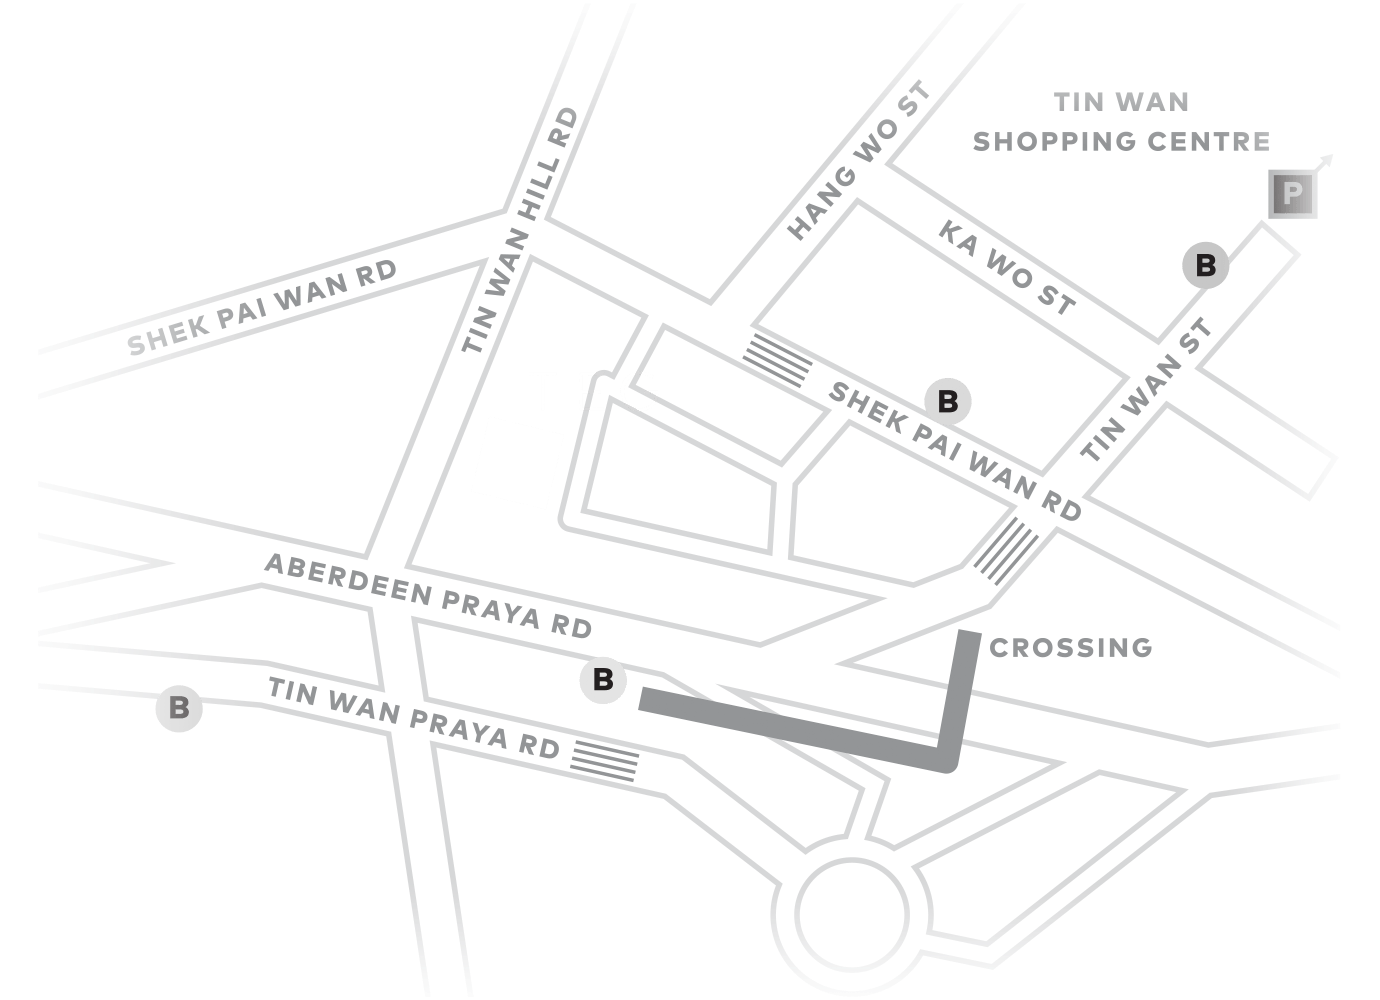 TIN WAN
SHOPPING CENTRE
P
HANG WO ST
TIN WAN HILL RD
KA WO ST
B
SHEK PAI WAN RD
TIN WAN ST
B
SHEK PAI WAN RD
ABERDEEN PRAYA RD
CROSSING
B
B
TIN WAN PRAYA RD